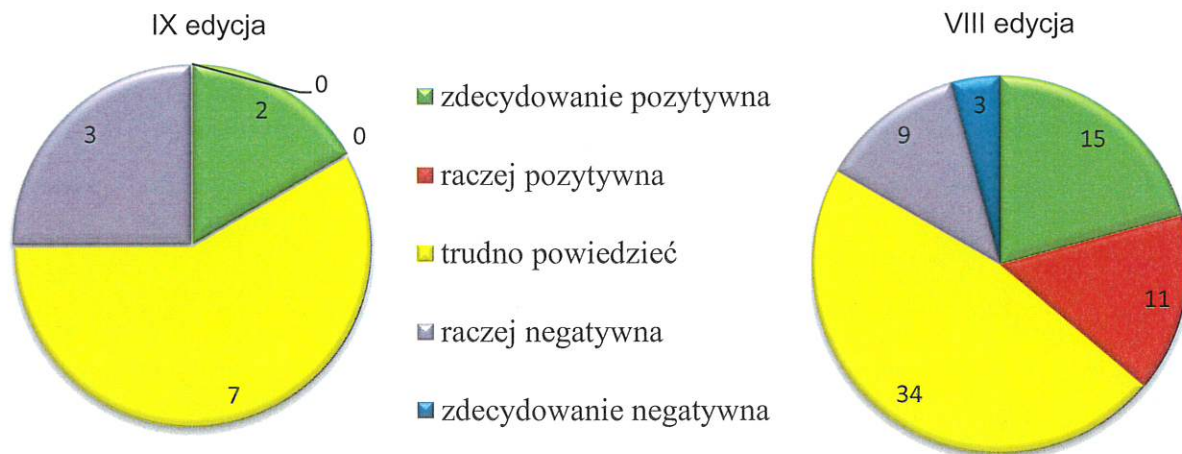 IX edycja
0
2
0
3
7
zdecydowanie pozytywna
raczej pozytywna
trudno powiedzieć
raczej negatywna
zdecydowanie negatywna
VIII edycja
3
15
9
11
34